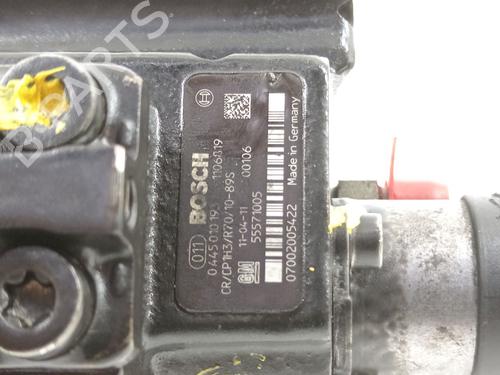 BOSCH
(011)
0 445 010 193 1106819
CR/CP1H3/R70/10-89S 00106
GM 11-04-11
55571005
07002005422 Made in Germany
B-PARTS